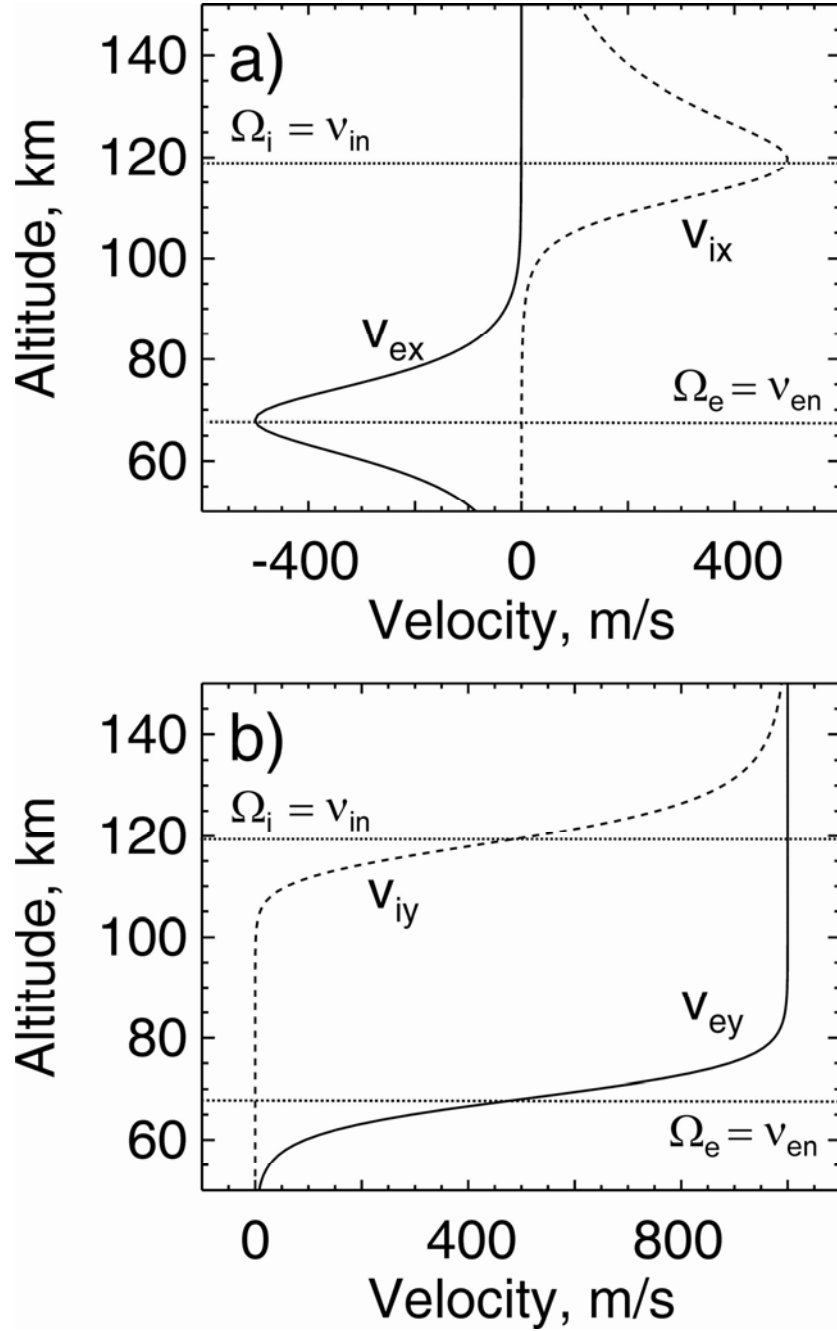 a)
140
Ωi = νin
120
vix
100
vex
80
Ωe = νen
60
Altitude, km
-400 0 400
Velocity, m/s
b)
140
Ωi = νin
120
viy
100
vey
80
Ωe = νen
60
Altitude, km
0 400 800
Velocity, m/s